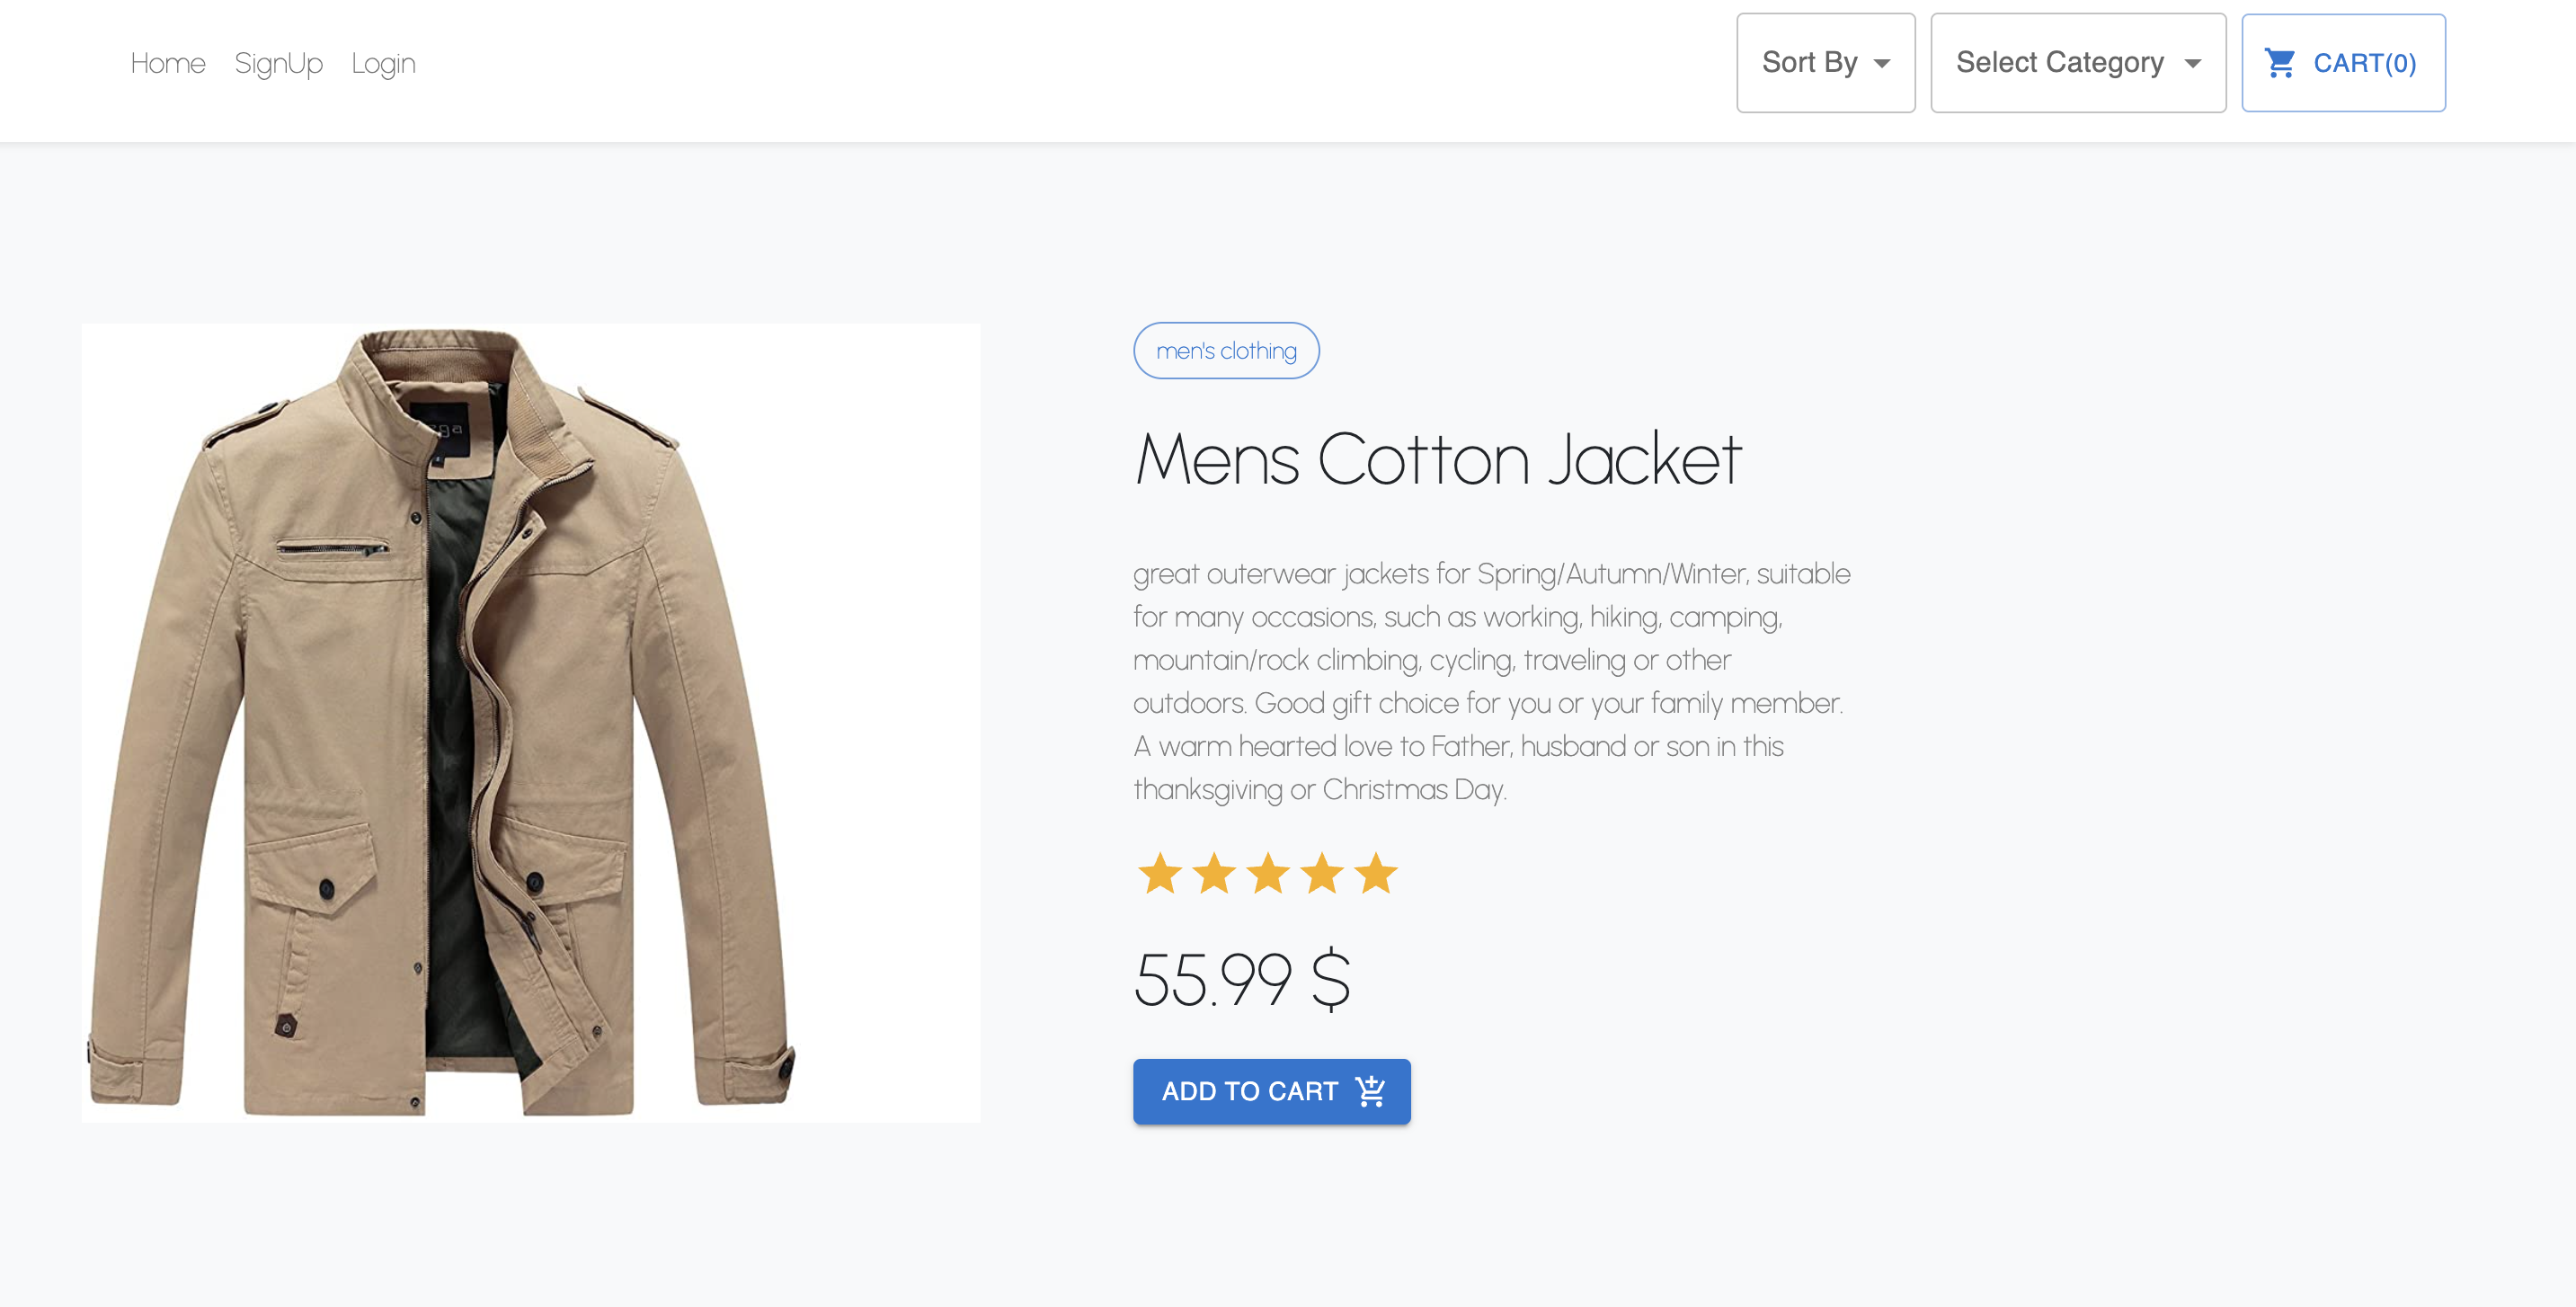 Home SignUp Login
Sort By
Select Category
CART(0)
men's clothing
Mens Cotton Jacket
great outerwear jackets for Spring/Autumn/Winter, suitable
for many occasions, such as working, hiking, camping,
mountain/rock climbing, cycling, traveling or other
outdoors. Good gift choice for you or your family member.
A warm hearted love to Father, husband or son in this
thanksgiving or Christmas Day.
55.99 $
ADD TO CART